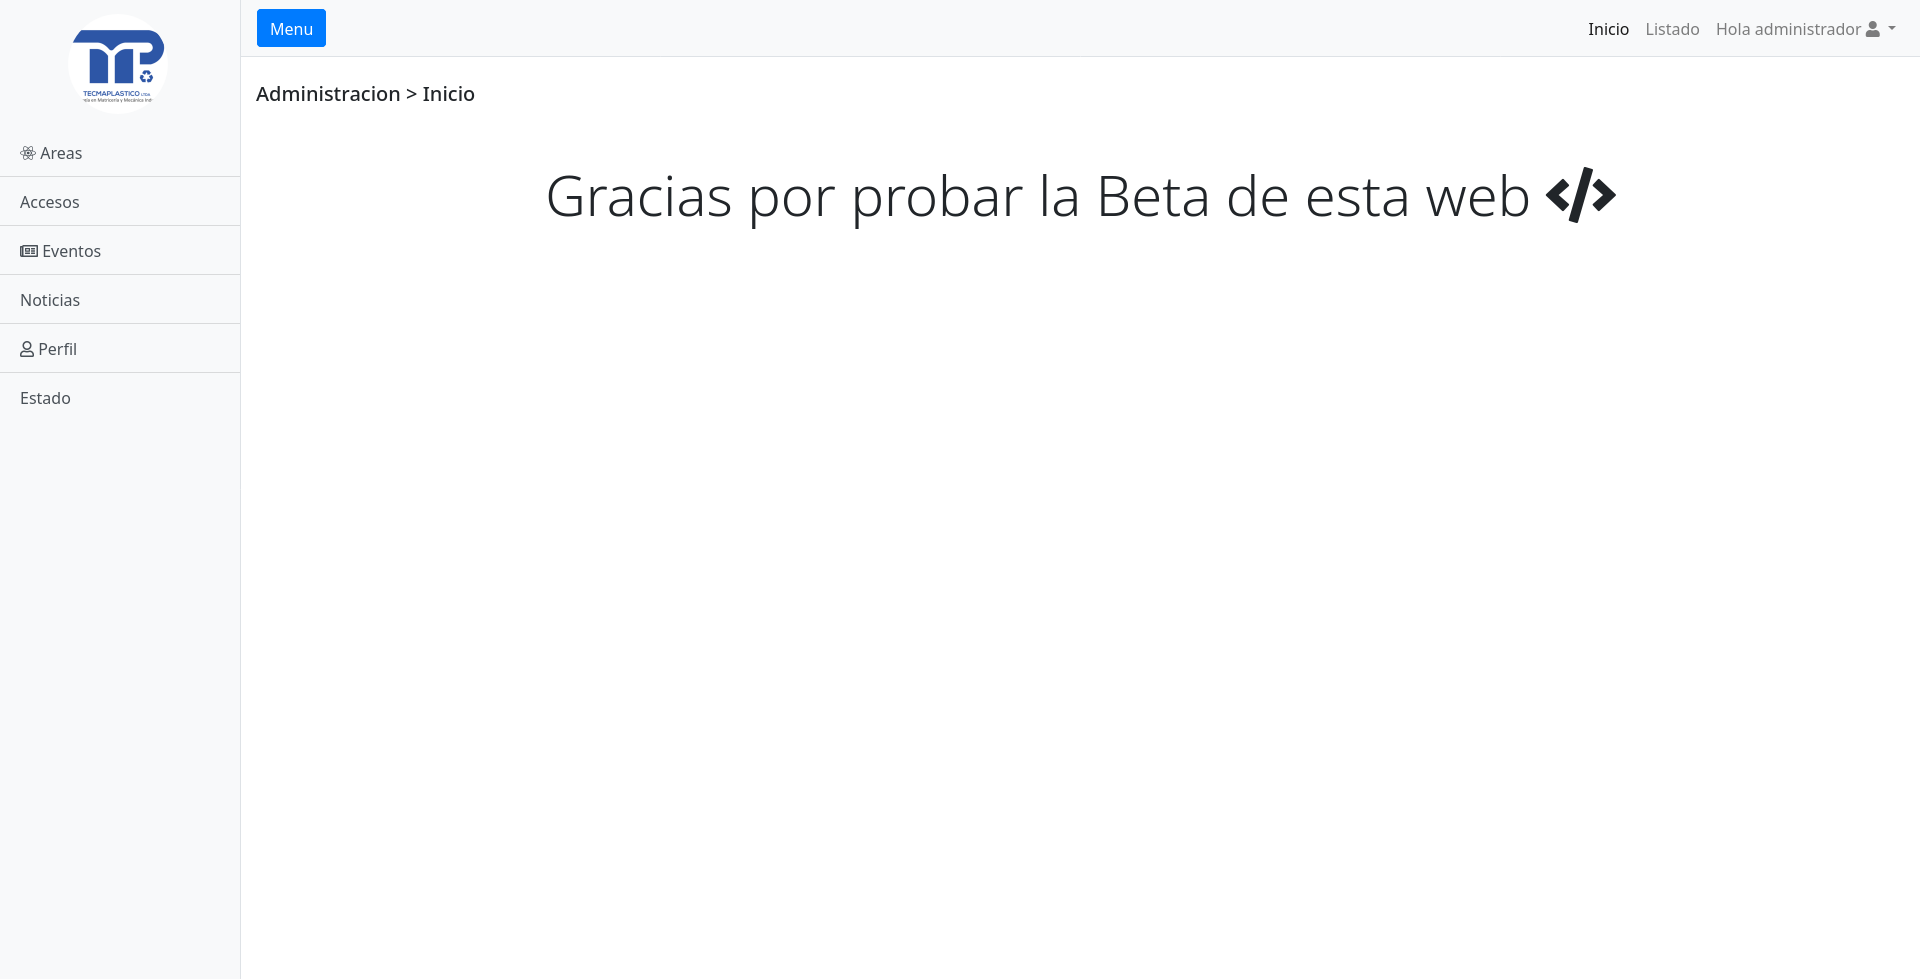 TECMAPLASTICO LTDA
Menu
Inicio
Listado
Hola administrador
Administracion > Inicio
Areas
Accesos
Eventos
Noticias
Perfil
Estado
Gracias por probar la Beta de esta web